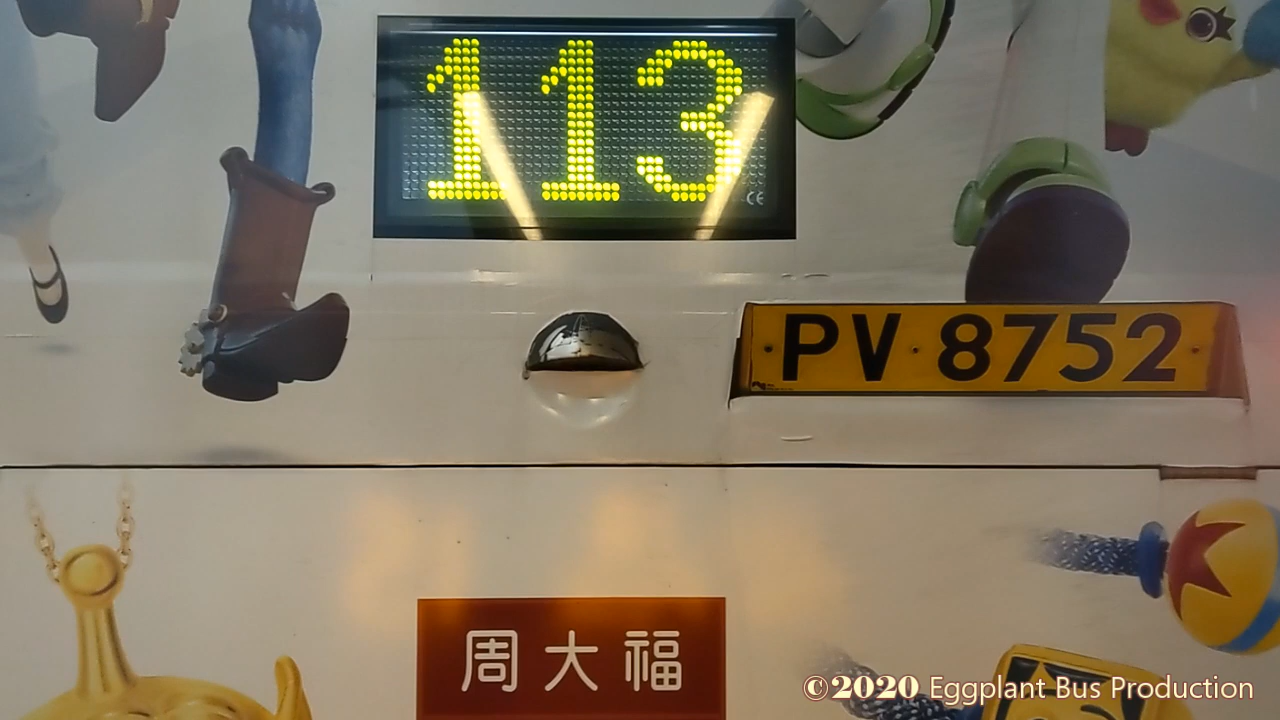 113
CE
PV 8752
周大福
©2020 Eggplant Bus Production